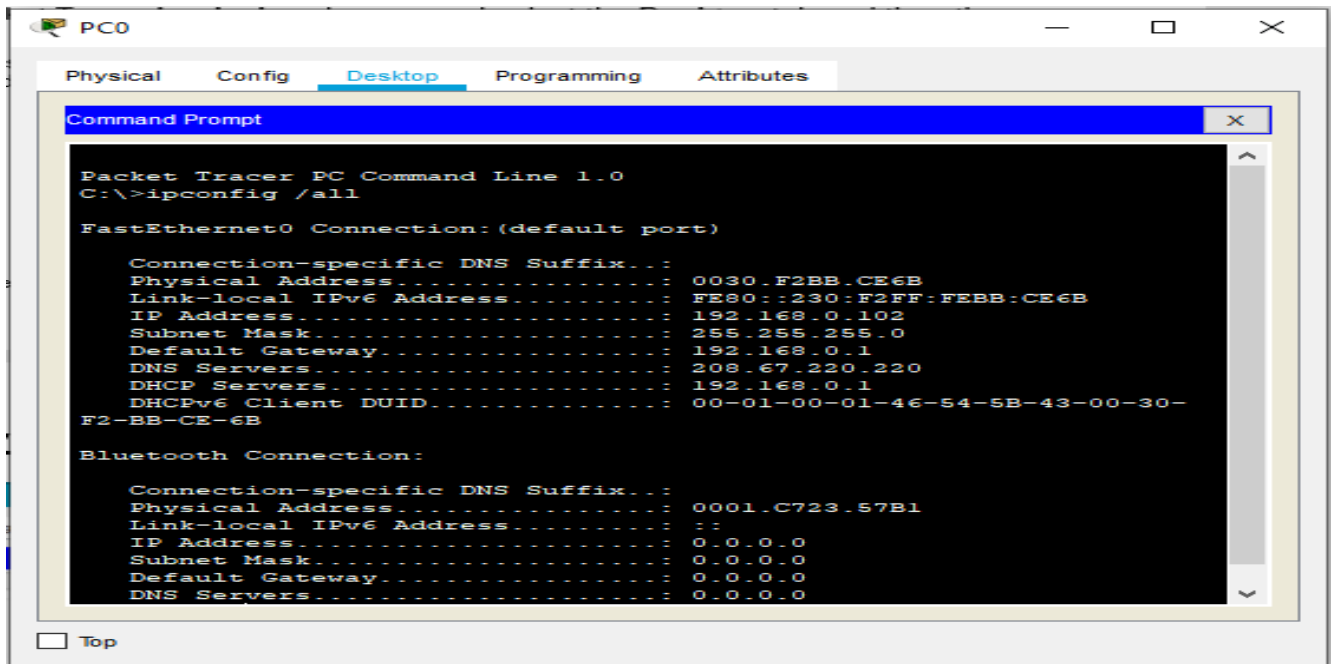 PC0
Physical Config Desktop Programming Attributes
Command Prompt
X
Packet Tracer PC Command Line 1.0
C:\>ipconfig /all
FastEthernet0 Connection:(default port)
Connection-specific DNS Suffix..:
Physical Address................: 0030.F2BB.CE6B
Link-local IPv6 Address.........: FE80::230:F2FF:FEBB:CE6B
IP Address......................: 192.168.0.102
Subnet Mask.....................: 255.255.255.0
Default Gateway.................: 192.168.0.1
DNS Servers.....................: 208.67.220.220
DHCP Servers....................: 192.168.0.1
DHCPv6 Client DUID..............: 00-01-00-01-46-54-5B-43-00-30-
F2-BB-CE-6B
Bluetooth Connection:
Connection-specific DNS Suffix..:
Physical Address................: 0001.C723.57B1
Link-local IPv6 Address.........: ::
IP Address......................: 0.0.0.0
Subnet Mask.....................: 0.0.0.0
Default Gateway.................: 0.0.0.0
DNS Servers.....................: 0.0.0.0
Top